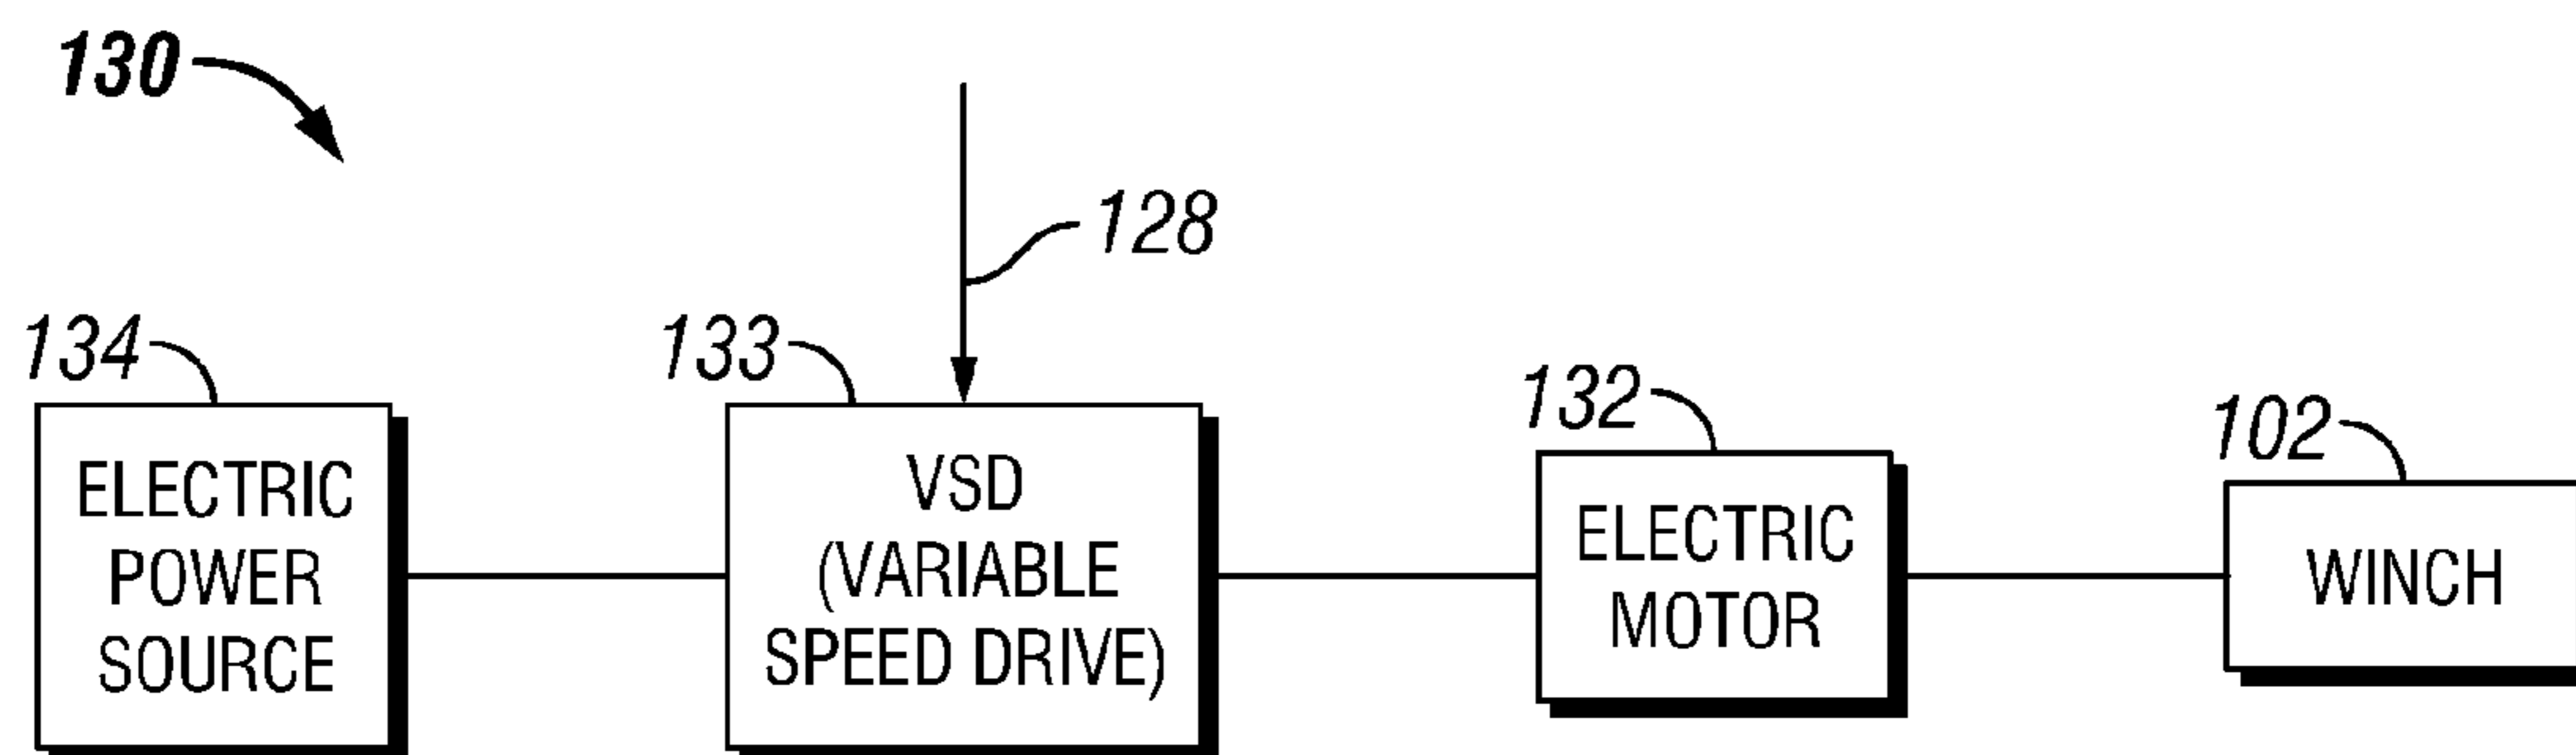 130
128
134
133
132
102
ELECTRIC
POWER
SOURCE
VSD
(VARIABLE
SPEED DRIVE)
ELECTRIC
MOTOR
WINCH